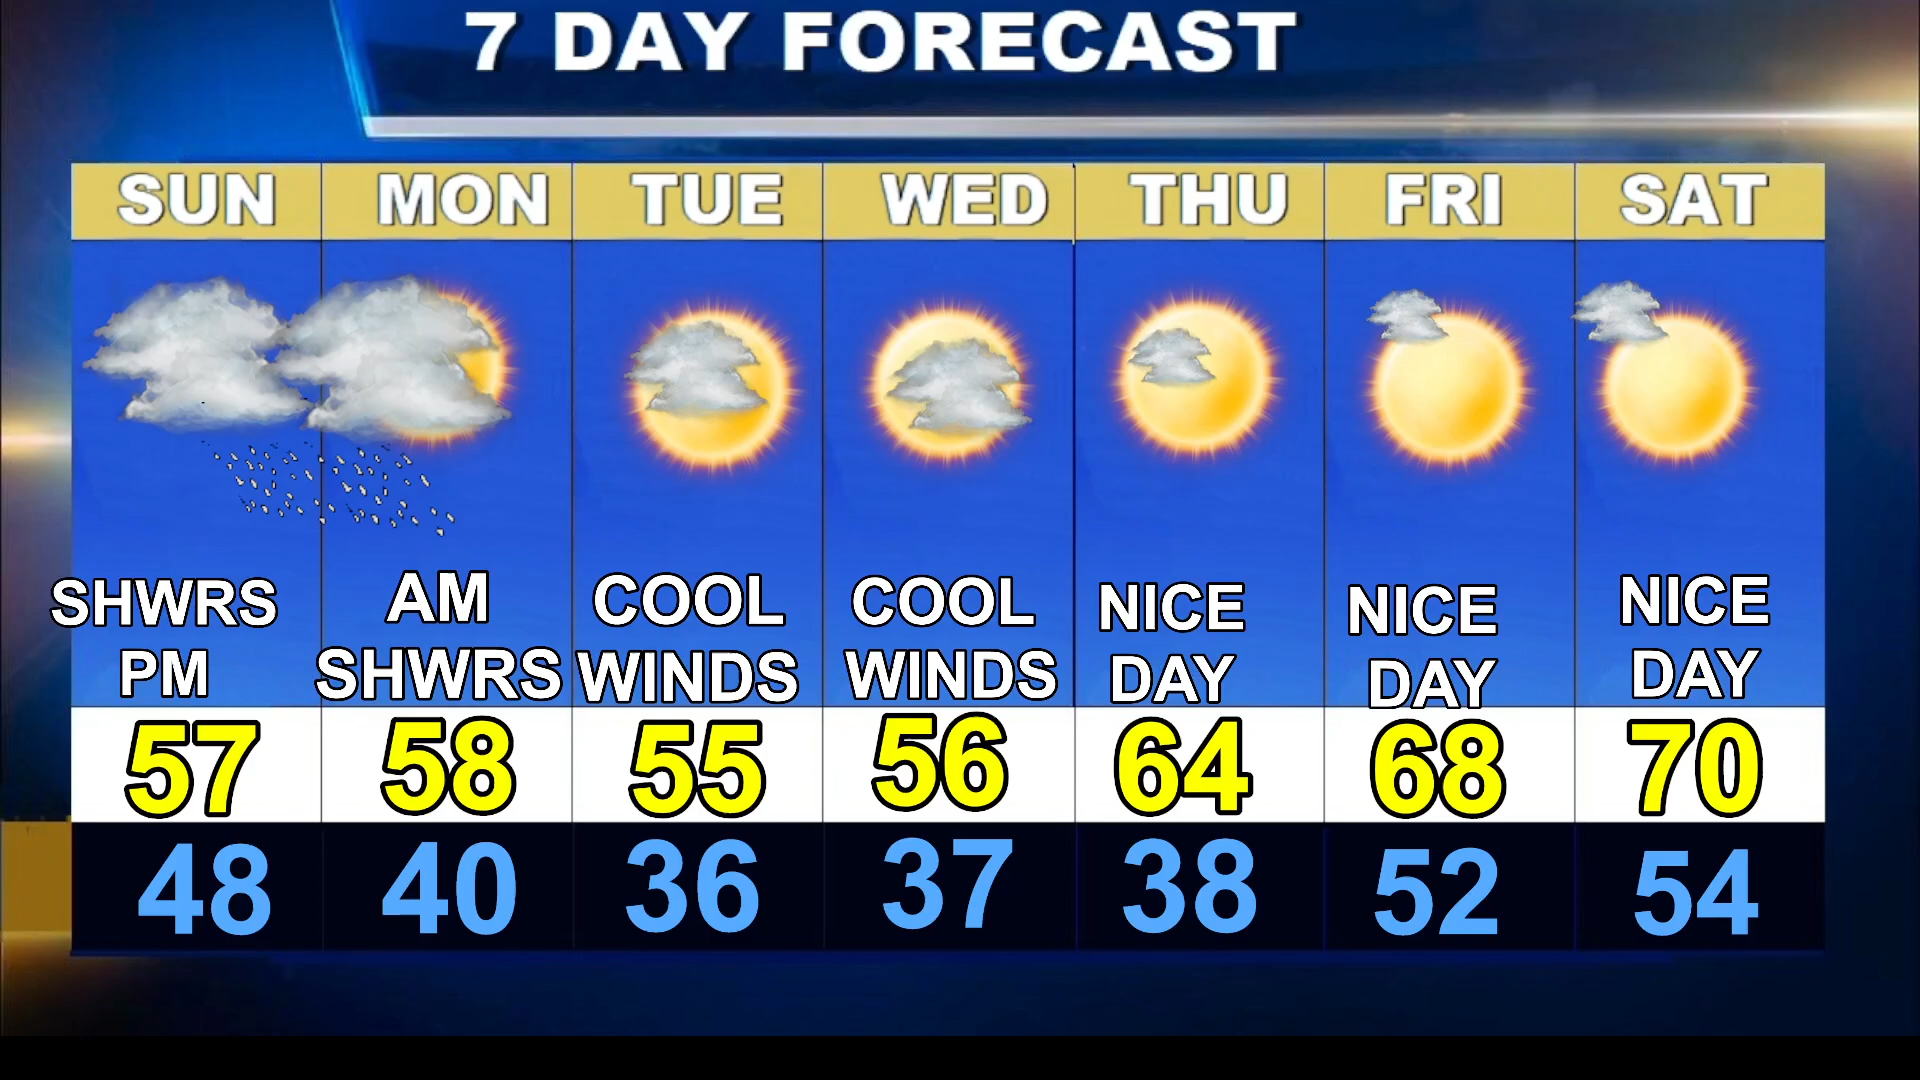 7 DAY FORECAST
SUN MON TUE WED THU FRI SAT
SHWRS PM
AM SHWRS
COOL WINDS
COOL WINDS
NICE DAY
NICE DAY
NICE DAY
57 58 55 56 64 68 70
48 40 36 37 38 52 54